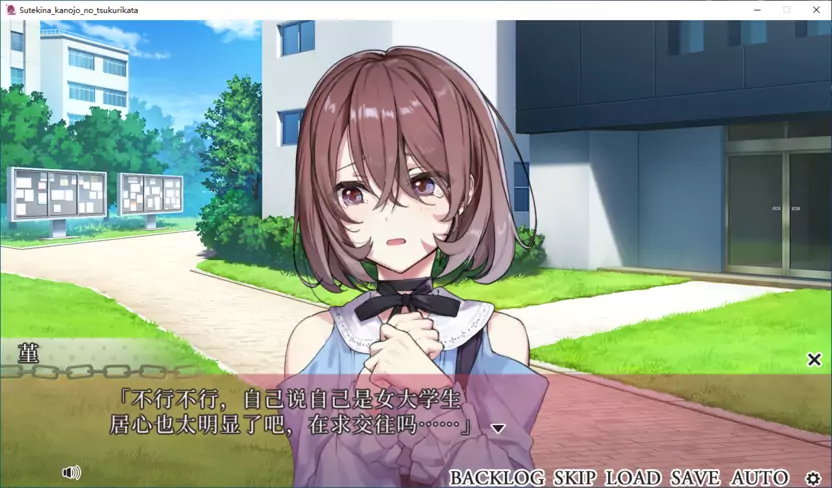 Sutekina_kanojo_no_tsukurikata
堇
「不行不行，自己说自己是女大学生
居心也太明显了吧，在求交往吗……」
BACKLOG SKIP LOAD SAVE AUTO